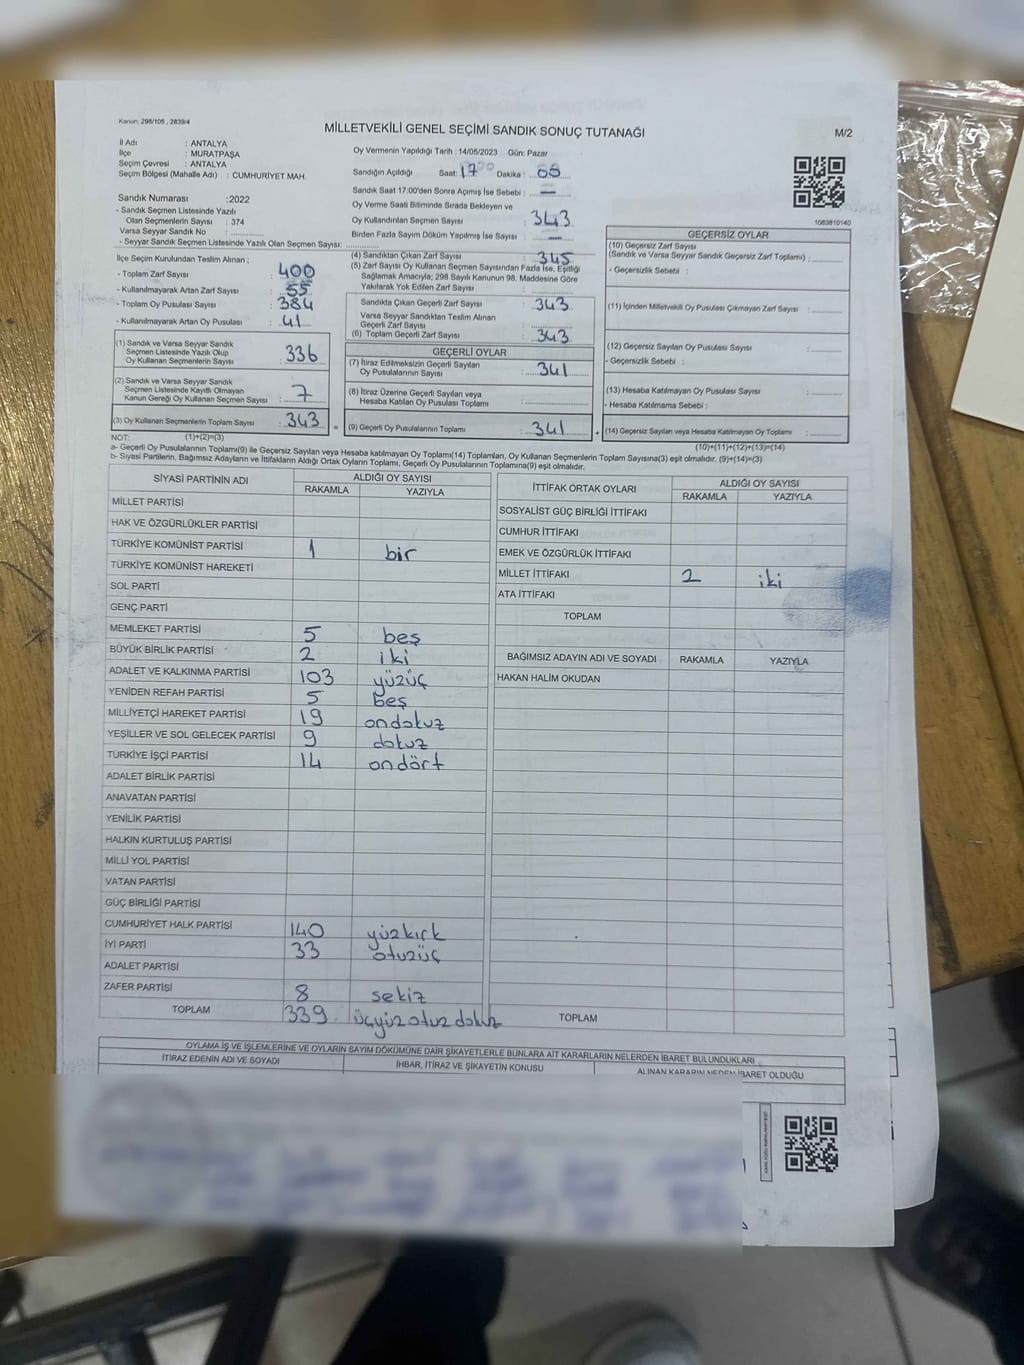 Kanun: 298/105 , 2839/4
MİLLETVEKİLİ GENEL SEÇİMİ SANDIK SONUÇ TUTANAĞI
M/2
İl Adı : ANTALYA
İlçe : MURATPAŞA
Seçim Çevresi : ANTALYA
Seçim Bölgesi (Mahalle Adı) : CUMHURİYET MAH.
Sandık Numarası :2022
- Sandık Seçmen Listesinde Yazılı
Olan Seçmenlerin Sayısı : 374
Varsa Seyyar Sandık No :
- Seyyar Sandık Seçmen Listesinde Yazılı Olan Seçmen Sayısı:
İlçe Seçim Kurulundan Teslim Alınan ;
- Toplam Zarf Sayısı : 400
- Kullanılmayarak Artan Zarf Sayısı : 55
- Toplam Oy Pusulası Sayısı : 384
- Kullanılmayarak Artan Oy Pusulası : 41
(1) Sandık ve Varsa Seyyar Sandık
Seçmen Listesinde Yazılı Olup
Oy Kullanan Seçmenlerin Sayısı : 336
(2) Sandık ve Varsa Seyyar Sandık
Seçmen Listesinde Kayıtlı Olmayan
Kanun Gereği Oy Kullanan Seçmen Sayısı : 7
(3) Oy Kullanan Seçmenlerin Toplam Sayısı : 343
Oy Vermenin Yapıldığı Tarih : 14/05/2023 Gün: Pazar
Sandığın Açıldığı Saat: 17 Dakika : 05
Sandık Saat 17:00'den Sonra Açımış İse Sebebi : —
Oy Verme Saati Bitiminde Sırada Bekleyen ve
Oy Kullandırılan Seçmen Sayısı : 343
Birden Fazla Sayım Döküm Yapılmış İse Sayısı : —
(4) Sandıktan Çıkan Zarf Sayısı : 345
(5) Zarf Sayısı Oy Kullanan Seçmen Sayısından Fazla İse, Eşitliği
Sağlamak Amacıyla; 298 Sayılı Kanunun 98. Maddesine Göre
Yakılarak Yok Edilen Zarf Sayısı :
Sandıkta Çıkan Geçerli Zarf Sayısı : 343
Varsa Seyyar Sandıktan Teslim Alınan
Geçerli Zarf Sayısı :
(6) Toplam Geçerli Zarf Sayısı : 343
GEÇERLİ OYLAR
(7) İtiraz Edilmeksizin Geçerli Sayılan
Oy Pusulalarının Sayısı : 341
(8) İtiraz Üzerine Geçerli Sayılan veya
Hesaba Katılan Oy Pusulası Toplamı :
= (9) Geçerli Oy Pusulalarının Toplamı : 341
1083810140
GEÇERSİZ OYLAR
(10) Geçersiz Zarf Sayısı
(Sandık ve Varsa Seyyar Sandık Geçersiz Zarf Toplamı) :
- Geçersizlik Sebebi :
(11) İçinden Milletvekili Oy Pusulası Çıkmayan Zarf Sayısı :
(12) Geçersiz Sayılan Oy Pusulası Sayısı :
- Geçersizlik Sebebi :
(13) Hesaba Katılmayan Oy Pusulası Sayısı :
- Hesaba Katılmama Sebebi :
+ (14) Geçersiz Sayılan veya Hesaba Katılmayan Oy Toplamı :
NOT: (1)+(2)=(3) (10)+(11)+(12)+(13)=(14)
a- Geçerli Oy Pusulalarının Toplamı(9) ile Geçersiz Sayılan veya Hesaba katılmayan Oy Toplamı(14) Toplamları, Oy Kullanan Seçmenlerin Toplam Sayısına(3) eşit olmalıdır. (9)+(14)=(3)
b- Siyasi Partilerin, Bağımsız Adayların ve İttifakların Aldığı Ortak Oyların Toplamı, Geçerli Oy Pusulalarının Toplamına(9) eşit olmalıdır.
SİYASİ PARTİNİN ADI ALDIĞI OY SAYISI
RAKAMLA YAZIYLA
MİLLET PARTİSİ
HAK VE ÖZGÜRLÜKLER PARTİSİ
TÜRKİYE KOMÜNİST PARTİSİ 1 bir
TÜRKİYE KOMÜNİST HAREKETİ
SOL PARTİ
GENÇ PARTİ
MEMLEKET PARTİSİ 5 beş
BÜYÜK BİRLİK PARTİSİ 2 iki
ADALET VE KALKINMA PARTİSİ 103 yüzüç
YENİDEN REFAH PARTİSİ 5 beş
MİLLİYETÇİ HAREKET PARTİSİ 19 ondokuz
YEŞİLLER VE SOL GELECEK PARTİSİ 9 dokuz
TÜRKİYE İŞÇİ PARTİSİ 14 ondört
ADALET BİRLİK PARTİSİ
ANAVATAN PARTİSİ
YENİLİK PARTİSİ
HALKIN KURTULUŞ PARTİSİ
MİLLİ YOL PARTİSİ
VATAN PARTİSİ
GÜÇ BİRLİĞİ PARTİSİ
CUMHURİYET HALK PARTİSİ 140 yüzkırk
İYİ PARTİ 33 otuzüç
ADALET PARTİSİ
ZAFER PARTİSİ 8 sekiz
TOPLAM 339 üçyüzotuzdokuz
İTTİFAK ORTAK OYLARI ALDIĞI OY SAYISI
RAKAMLA YAZIYLA
SOSYALİST GÜÇ BİRLİĞİ İTTİFAKI
CUMHUR İTTİFAKI
EMEK VE ÖZGÜRLÜK İTTİFAKI
MİLLET İTTİFAKI 2 iki
ATA İTTİFAKI
TOPLAM
BAĞIMSIZ ADAYIN ADI VE SOYADI RAKAMLA YAZIYLA
HAKAN HALİM OKUDAN
TOPLAM
OYLAMA İŞ VE İŞLEMLERİNE VE OYLARIN SAYIM DÖKÜMÜNE DAİR ŞİKAYETLERLE BUNLARA AİT KARARLARIN NELERDEN İBARET BULUNDUKLARI
İTİRAZ EDENİN ADI VE SOYADI İHBAR, İTİRAZ VE ŞİKAYETİN KONUSU ALINAN KARARIN NEDEN İBARET OLDUĞU